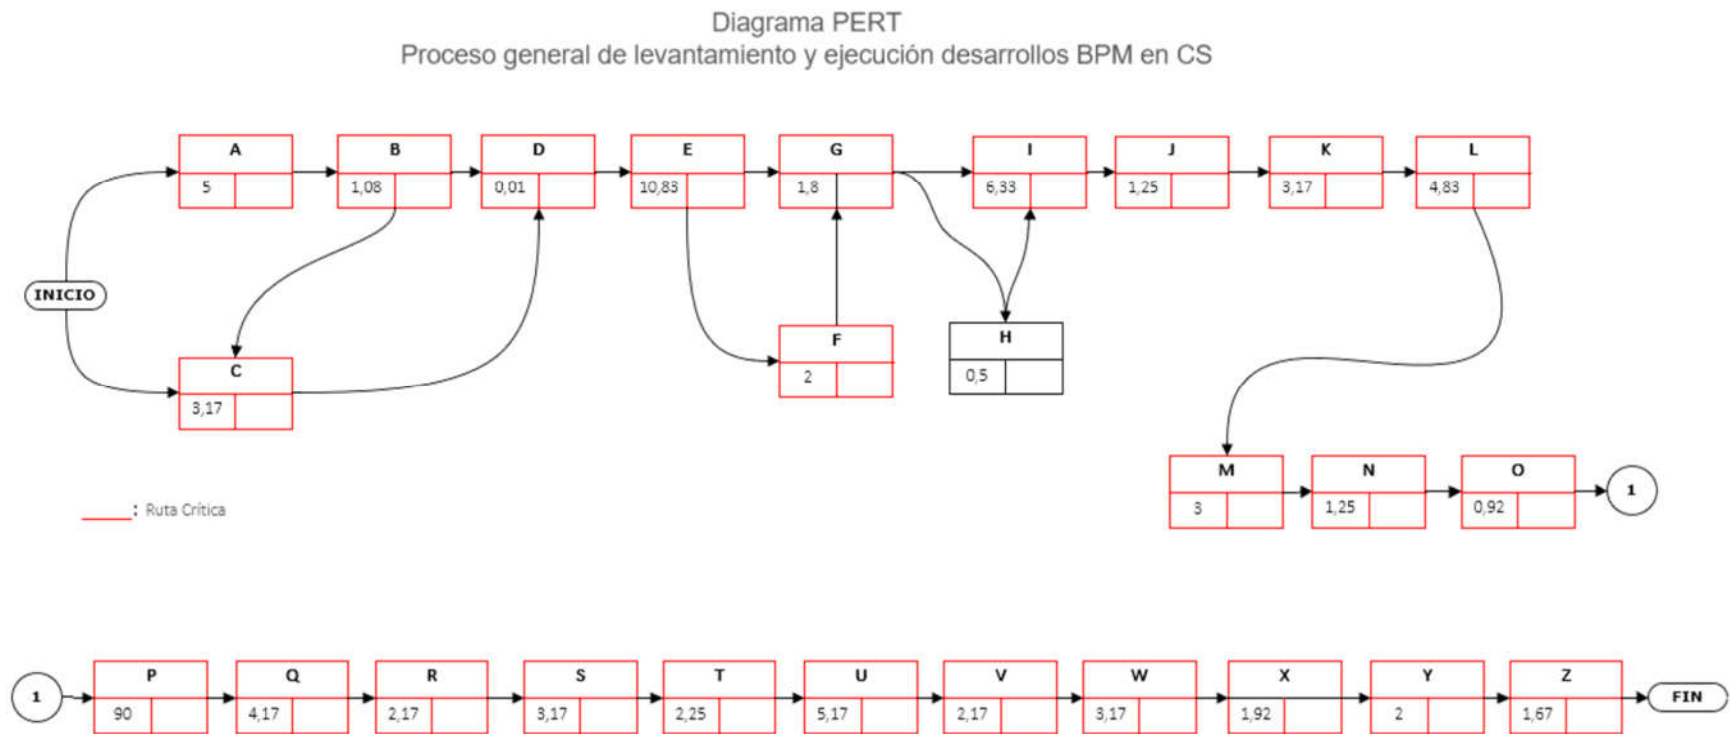 Diagrama PERT
Proceso general de levantamiento y ejecución desarrollos BPM en CS
A B D E G I J K L
5 1,08 0,01 10,83 1,8 6,33 1,25 3,17 4,83
INICIO
F H
C
2 0,5
3,17
M N O
1
: Ruta Crítica
3 1,25 0,92
P Q R S T U V W X Y Z
1
FIN
90 4,17 2,17 3,17 2,25 5,17 2,17 3,17 1,92 2 1,67